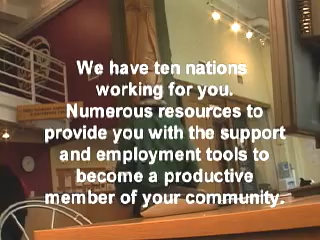 We have ten nations
working for you.
Numerous resources to
provide you with the support
and employment tools to
become a productive
member of your community.